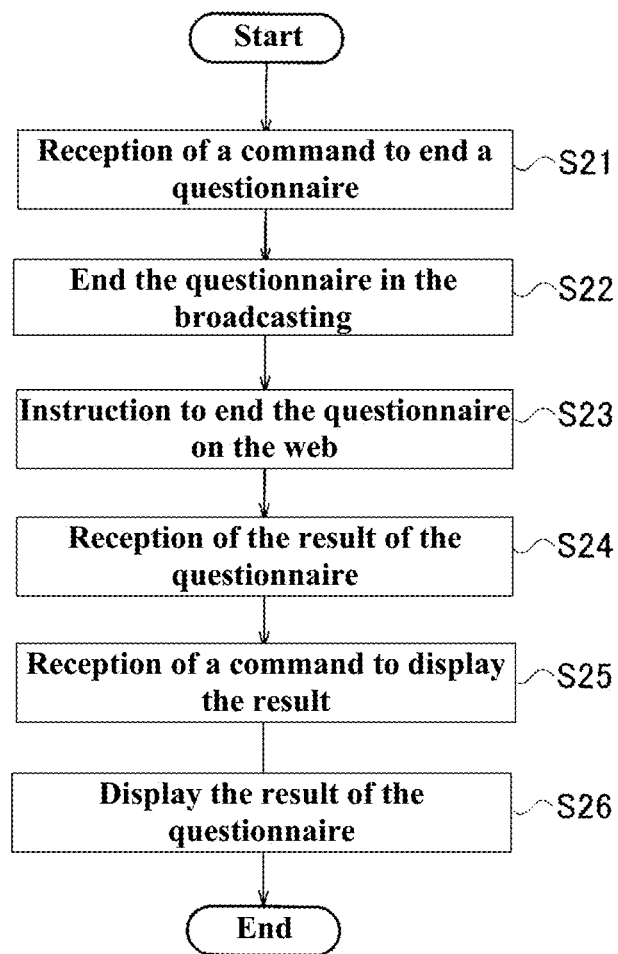 Start
Reception of a command to end a
questionnaire
S21
End the questionnaire in the
broadcasting
S22
Instruction to end the questionnaire
on the web
S23
Reception of the result of the
questionnaire
S24
Reception of a command to display
the result
S25
Display the result of the
questionnaire
S26
End